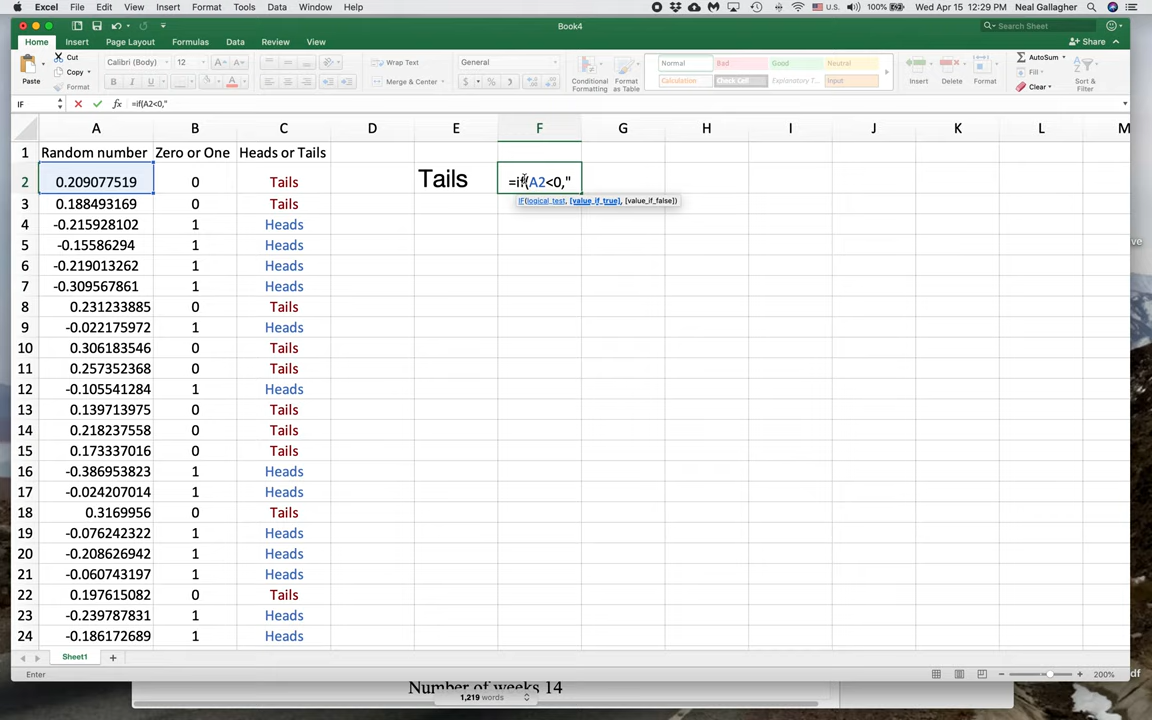 Excel File Edit View Insert Format Tools Data Window Help
100% Wed Apr 15 12:29 PM Neal Gallagher
Book4
Search Sheet
Home Insert Page Layout Formulas Data Review View
Share
Paste
Cut
Copy
Format
Calibri (Body) 12 A A
B I U A
Wrap Text
Merge & Center
General
$ % )
Conditional Formatting
Format as Table
Normal Bad Good Neutral
Calculation Check Cell Explanatory T... Input
Insert Delete Format
AutoSum
Fill
Clear
Sort & Filter
IF fx =if(A2<0,"
A B C D E F G H I J K L M
1 Random number Zero or One Heads or Tails
2 0.209077519 0 Tails Tails =if(A2<0,"
IF(logical_test, [value_if_true], [value_if_false])
3 0.188493169 0 Tails
4 -0.215928102 1 Heads
5 -0.15586294 1 Heads
6 -0.219013262 1 Heads
7 -0.309567861 1 Heads
8 0.231233885 0 Tails
9 -0.022175972 1 Heads
10 0.306183546 0 Tails
11 0.257352368 0 Tails
12 -0.105541284 1 Heads
13 0.139713975 0 Tails
14 0.218237558 0 Tails
15 0.173337016 0 Tails
16 -0.386953823 1 Heads
17 -0.024207014 1 Heads
18 0.3169956 0 Tails
19 -0.076242322 1 Heads
20 -0.208626942 1 Heads
21 -0.060743197 1 Heads
22 0.197615082 0 Tails
23 -0.239787831 1 Heads
24 -0.186172689 1 Heads
Sheet1 +
Enter
200%
Number of weeks 14
1,219 words
ve
df